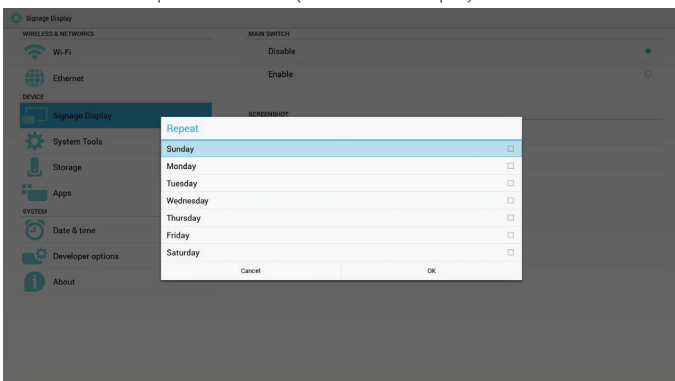 Signage Display
WIRELESS & NETWORKS
Wi-Fi
Ethernet
DEVICE
Signage Display
System Tools
Storage
Apps
SYSTEM
Date & time
Developer options
About
MAIN SWITCH
Disable
Enable
SCREENSHOT
Repeat
Sunday
Monday
Tuesday
Wednesday
Thursday
Friday
Saturday
Cancel OK